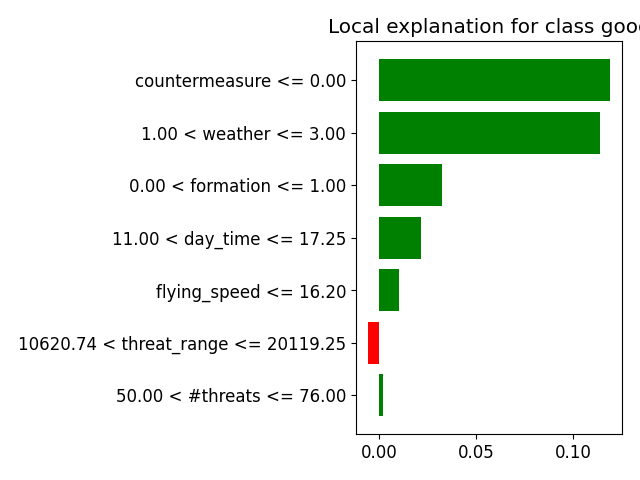 Local explanation for class good
countermeasure <= 0.00
1.00 < weather <= 3.00
0.00 < formation <= 1.00
11.00 < day_time <= 17.25
flying_speed <= 16.20
10620.74 < threat_range <= 20119.25
50.00 < #threats <= 76.00
0.00 0.05 0.10